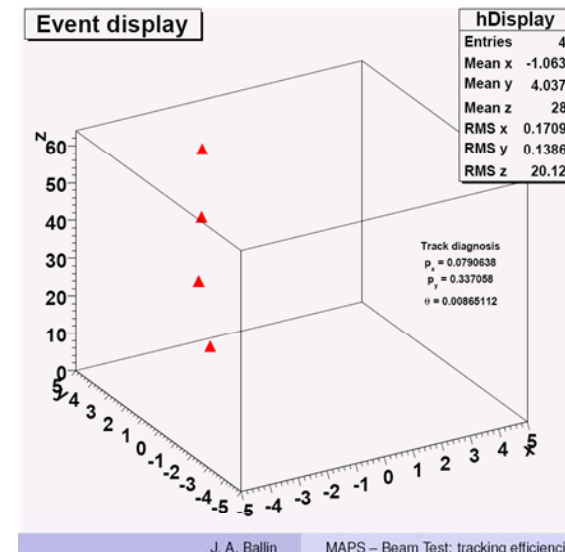 Event display
hDisplay
Entries 4
Mean x -1.063
Mean y 4.037
Mean z 28
RMS x 0.1709
RMS y 0.1386
RMS z 20.12
z
60
50
40
30
20
10
0
Track diagnosis
px = 0.0790638
py = 0.337058
θ = 0.00865112
5
y
4
3
2
1
0
-1
-2
-3
-4
-5
-5 -4 -3 -2 -1 0 1 2 3 4 5
x
J. A. Ballin MAPS – Beam Test: tracking efficienci